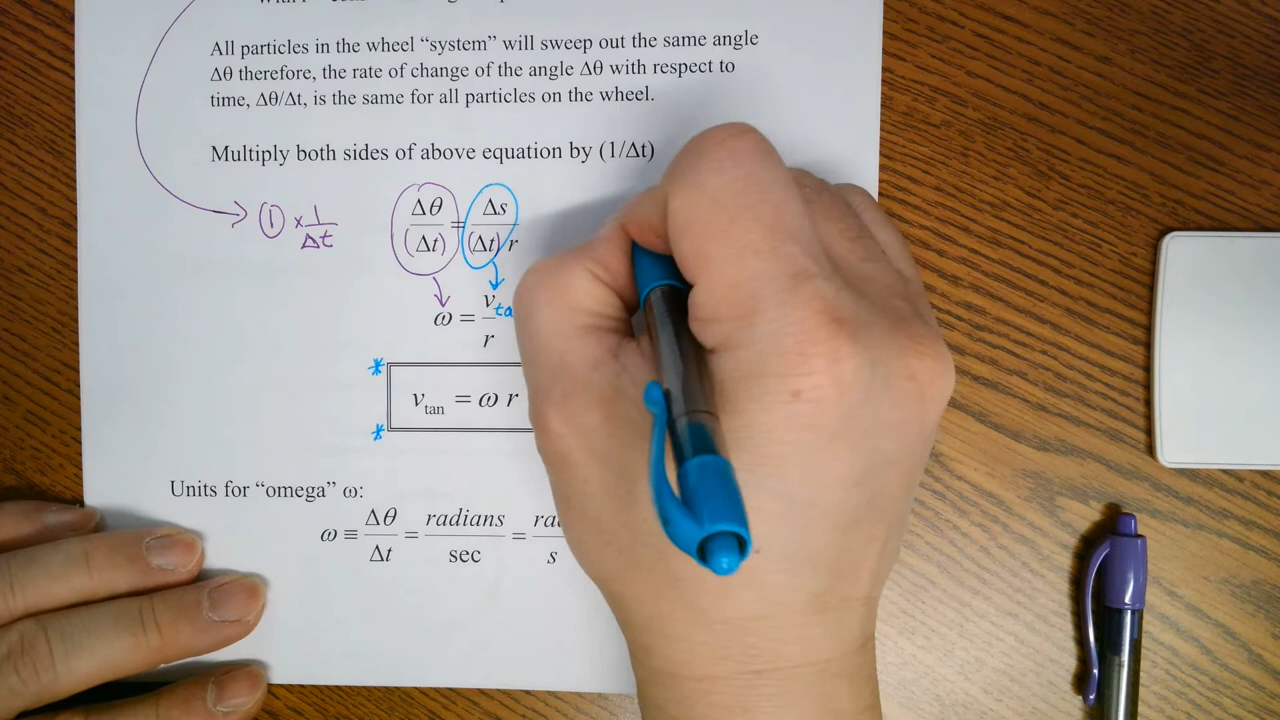 All particles in the wheel “system” will sweep out the same angle
Δθ therefore, the rate of change of the angle Δθ with respect to
time, Δθ/Δt, is the same for all particles on the wheel.
Multiply both sides of above equation by (1/Δt)
① × 1/Δt Δθ/(Δt) = Δs/(Δt) r
ω = v/r
v_tan = ω r
Units for “omega” ω:
ω ≡ Δθ/Δt = radians/sec =